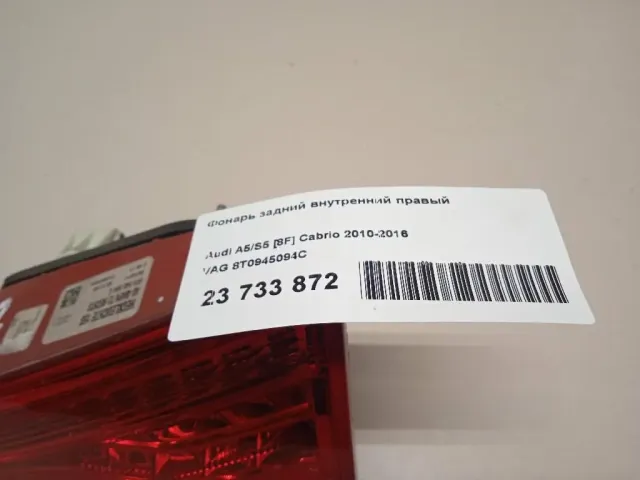 Фонарь задний внутренний правый
Audi A5/S5 [8F] Cabrio 2010-2016
VAG 8T0945094C
23 733 872